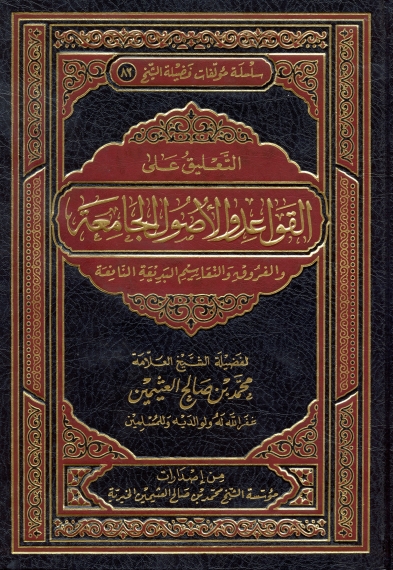 سلسلة مؤلفات فضيلة الشيخ ٨٣
التعليق على
القواعد والأصول الجامعة
والفروق والتقاسيم البديعة النافعة
لفضيلة الشيخ العلامة
محمد بن صالح العثيمين
غفر الله له ولوالديه وللمسلمين
من إصدارات
مؤسسة الشيخ محمد بن صالح العثيمين الخيرية